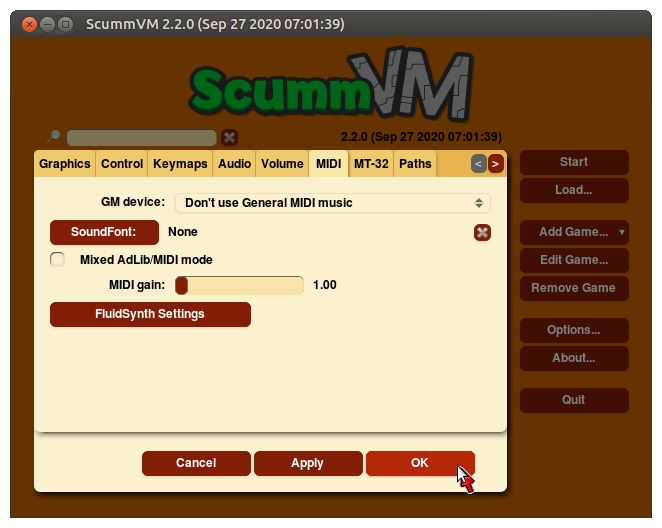 ScummVM 2.2.0 (Sep 27 2020 07:01:39)
ScummVM
2.2.0 (Sep 27 2020 07:01:39)
Graphics Control Keymaps Audio Volume MIDI MT-32 Paths < >
Start
Load...
GM device: Don't use General MIDI music
Add Game...
SoundFont: None
Edit Game...
Mixed AdLib/MIDI mode
MIDI gain: 1.00
Remove Game
FluidSynth Settings
Options...
About...
Quit
Cancel Apply OK